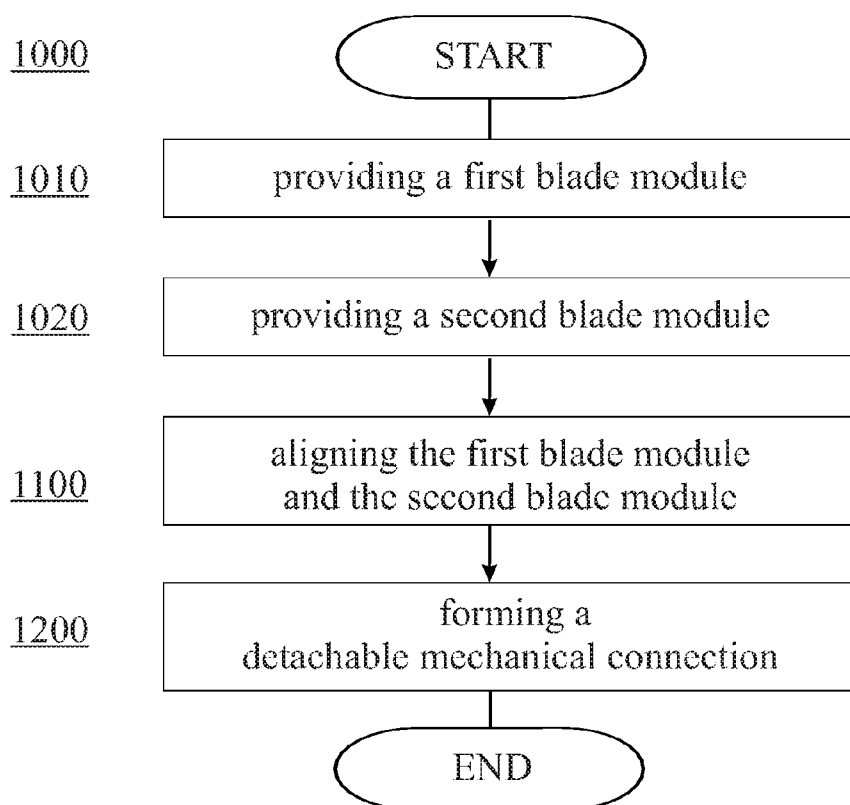 1000
START
1010
providing a first blade module
1020
providing a second blade module
1100
aligning the first blade module
and the second blade module
1200
forming a
detachable mechanical connection
END